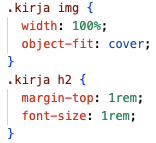 .kirja img {
  width: 100%;
  object-fit: cover;
}
.kirja h2 {
  margin-top: 1rem;
  font-size: 1rem;
}